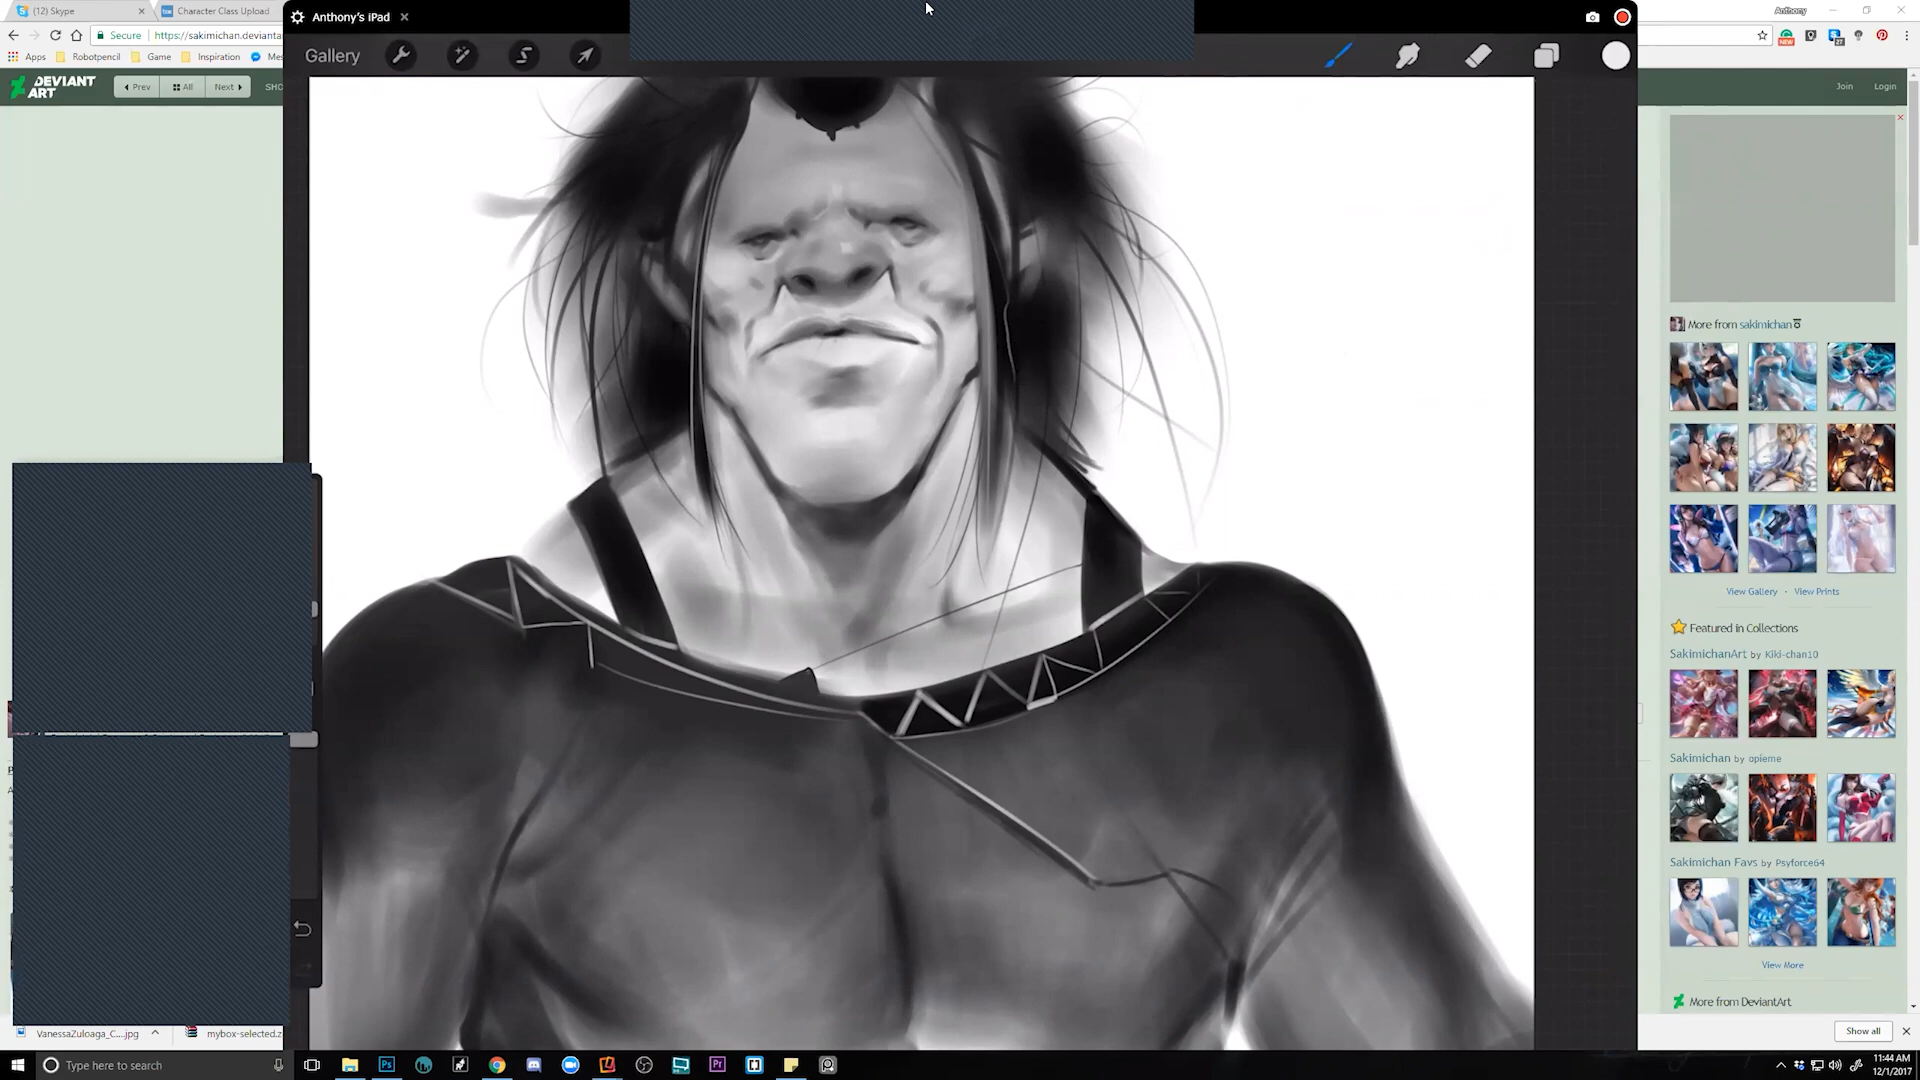 (12) Skype
Character Class Upload
Anthony's iPad
Anthony
Secure
https://sakimichan.devianta
Apps
Robotpencil
Game
Inspiration
Gallery
DEVIANT
ART
Prev
All
Next
Join
Login
More from sakimichan
View Gallery
View Prints
Featured in Collections
SakimichanArt by Kiki-chan10
Sakimichan by opieme
Sakimichan Favs by Psyforce64
View More
More from DeviantArt
VanessaZuloaga_C....jpg
mybox-selected.z
Show all
Type here to search
11:44 AM
12/1/2017